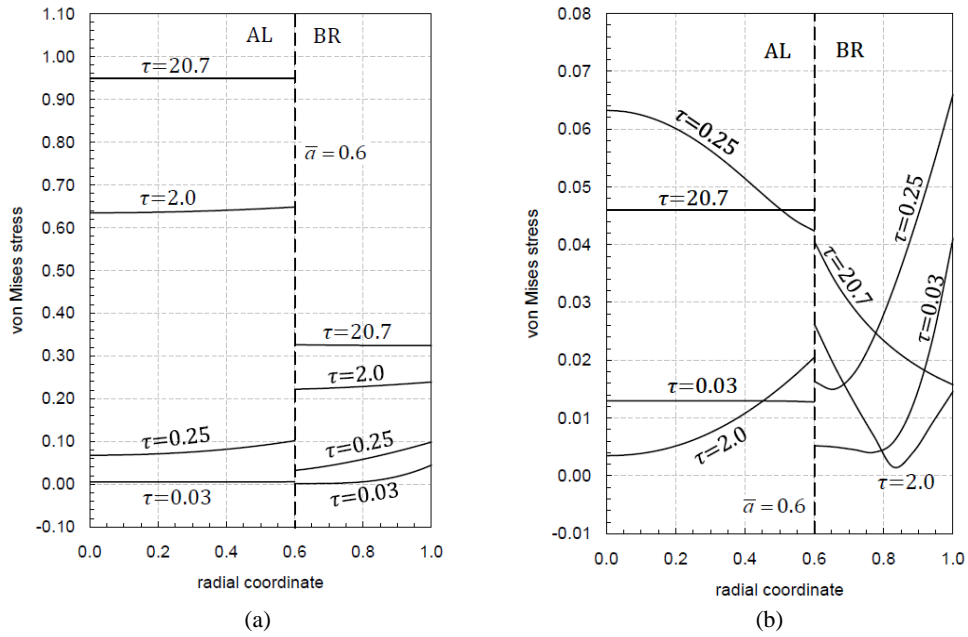 1.10
1.00
0.90
0.80
0.70
0.60
0.50
0.40
0.30
0.20
0.10
0.00
-0.10
von Mises stress
AL BR
τ=20.7
a̅ = 0.6
τ=2.0
τ=20.7
τ=2.0
τ=0.25
τ=0.25
τ=0.03
τ=0.03
0.0 0.2 0.4 0.6 0.8 1.0
radial coordinate
(a)
0.08
0.07
0.06
0.05
0.04
0.03
0.02
0.01
0.00
-0.01
von Mises stress
AL BR
τ=0.25
τ=20.7
τ=0.25
τ=20.7
τ=0.03
τ=0.03
τ=2.0
τ=2.0
a̅ = 0.6
0.0 0.2 0.4 0.6 0.8 1.0
radial coordinate
(b)